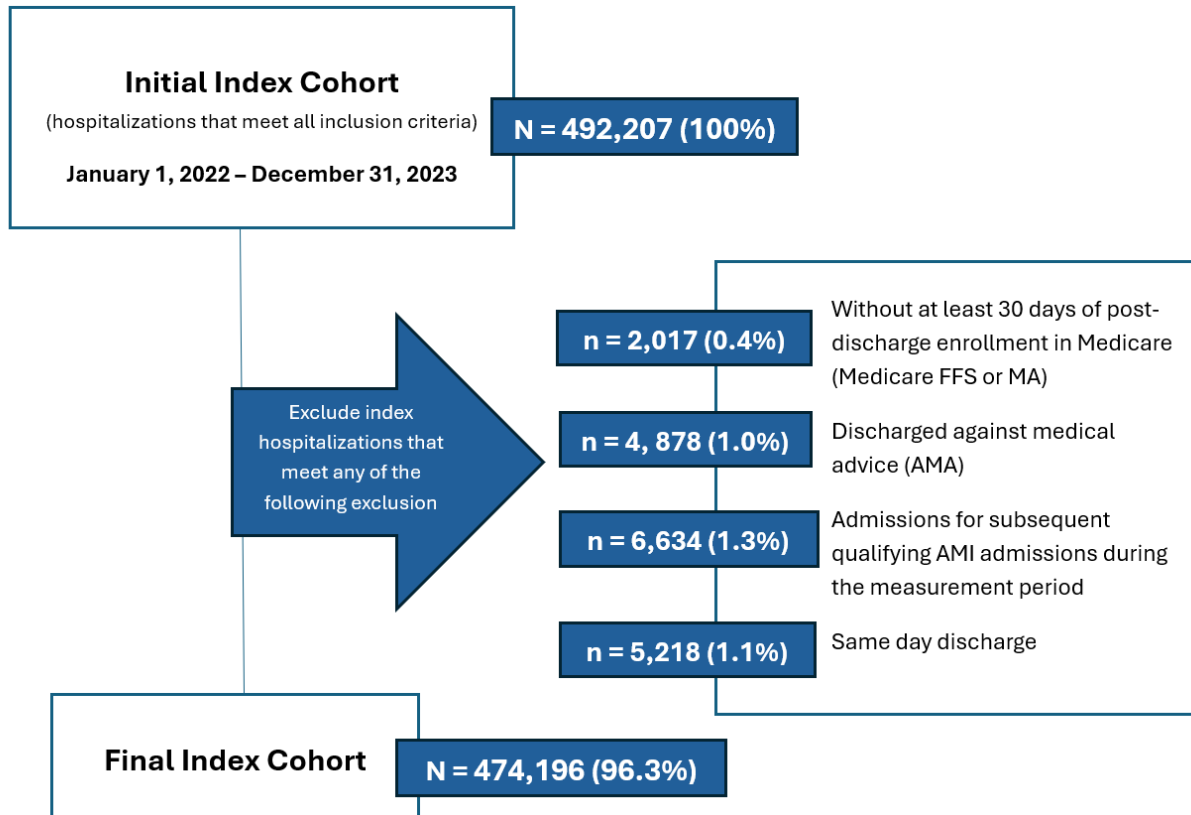 Initial Index Cohort
(hospitalizations that meet all inclusion criteria)
January 1, 2022 – December 31, 2023
N = 492,207 (100%)
Exclude index
hospitalizations that
meet any of the
following exclusion
n = 2,017 (0.4%)
Without at least 30 days of post-
discharge enrollment in Medicare
(Medicare FFS or MA)
n = 4, 878 (1.0%)
Discharged against medical
advice (AMA)
n = 6,634 (1.3%)
Admissions for subsequent
qualifying AMI admissions during
the measurement period
n = 5,218 (1.1%)
Same day discharge
Final Index Cohort
N = 474,196 (96.3%)